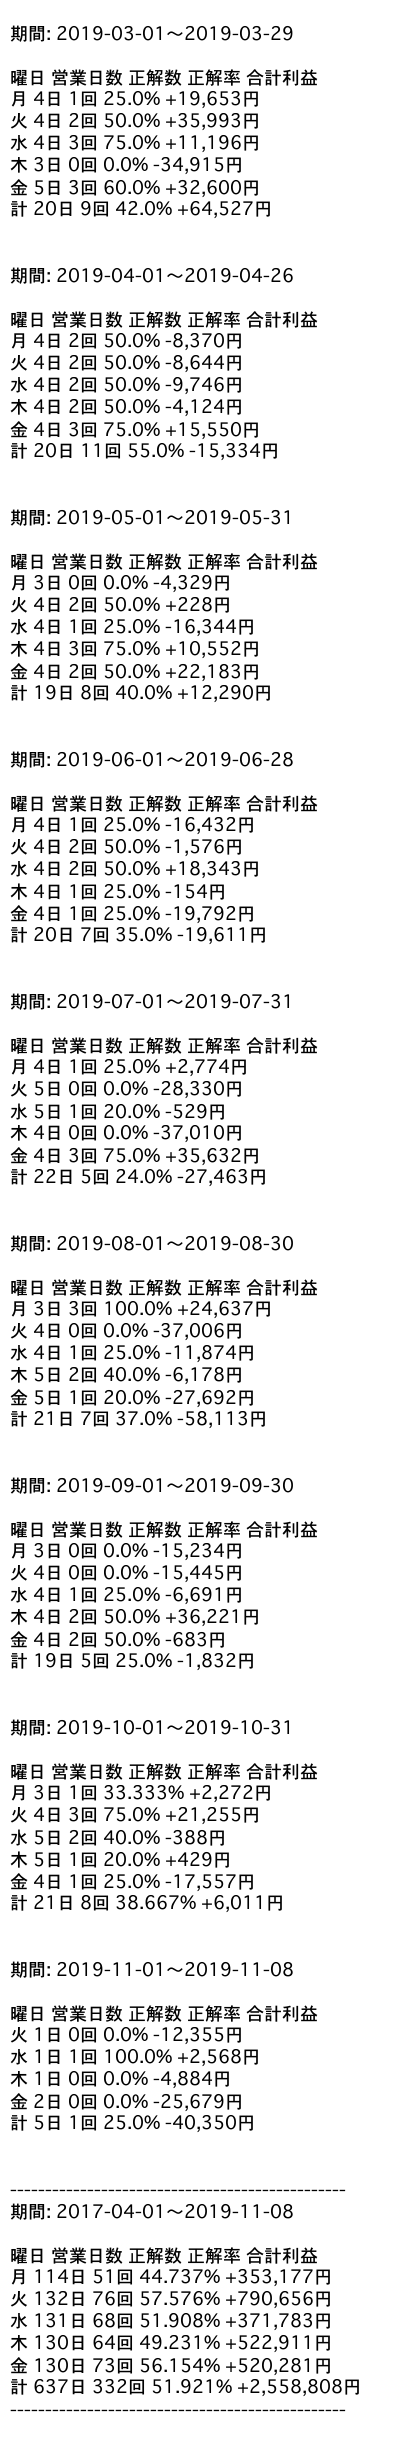 期間: 2019-03-01〜2019-03-29
曜日 営業日数 正解数 正解率 合計利益
月 4日 1回 25.0% +19,653円
火 4日 2回 50.0% +35,993円
水 4日 3回 75.0% +11,196円
木 3日 0回 0.0% -34,915円
金 5日 3回 60.0% +32,600円
計 20日 9回 42.0% +64,527円
期間: 2019-04-01〜2019-04-26
曜日 営業日数 正解数 正解率 合計利益
月 4日 2回 50.0% -8,370円
火 4日 2回 50.0% -8,644円
水 4日 2回 50.0% -9,746円
木 4日 2回 50.0% -4,124円
金 4日 3回 75.0% +15,550円
計 20日 11回 55.0% -15,334円
期間: 2019-05-01〜2019-05-31
曜日 営業日数 正解数 正解率 合計利益
月 3日 0回 0.0% -4,329円
火 4日 2回 50.0% +228円
水 4日 1回 25.0% -16,344円
木 4日 3回 75.0% +10,552円
金 4日 2回 50.0% +22,183円
計 19日 8回 40.0% +12,290円
期間: 2019-06-01〜2019-06-28
曜日 営業日数 正解数 正解率 合計利益
月 4日 1回 25.0% -16,432円
火 4日 2回 50.0% -1,576円
水 4日 2回 50.0% +18,343円
木 4日 1回 25.0% -154円
金 4日 1回 25.0% -19,792円
計 20日 7回 35.0% -19,611円
期間: 2019-07-01〜2019-07-31
曜日 営業日数 正解数 正解率 合計利益
月 4日 1回 25.0% +2,774円
火 5日 0回 0.0% -28,330円
水 5日 1回 20.0% -529円
木 4日 0回 0.0% -37,010円
金 4日 3回 75.0% +35,632円
計 22日 5回 24.0% -27,463円
期間: 2019-08-01〜2019-08-30
曜日 営業日数 正解数 正解率 合計利益
月 3日 3回 100.0% +24,637円
火 4日 0回 0.0% -37,006円
水 4日 1回 25.0% -11,874円
木 5日 2回 40.0% -6,178円
金 5日 1回 20.0% -27,692円
計 21日 7回 37.0% -58,113円
期間: 2019-09-01〜2019-09-30
曜日 営業日数 正解数 正解率 合計利益
月 3日 0回 0.0% -15,234円
火 4日 0回 0.0% -15,445円
水 4日 1回 25.0% -6,691円
木 4日 2回 50.0% +36,221円
金 4日 2回 50.0% -683円
計 19日 5回 25.0% -1,832円
期間: 2019-10-01〜2019-10-31
曜日 営業日数 正解数 正解率 合計利益
月 3日 1回 33.333% +2,272円
火 4日 3回 75.0% +21,255円
水 5日 2回 40.0% -388円
木 5日 1回 20.0% +429円
金 4日 1回 25.0% -17,557円
計 21日 8回 38.667% +6,011円
期間: 2019-11-01〜2019-11-08
曜日 営業日数 正解数 正解率 合計利益
火 1日 0回 0.0% -12,355円
水 1日 1回 100.0% +2,568円
木 1日 0回 0.0% -4,884円
金 2日 0回 0.0% -25,679円
計 5日 1回 25.0% -40,350円
------------------------------------------------
期間: 2017-04-01〜2019-11-08
曜日 営業日数 正解数 正解率 合計利益
月 114日 51回 44.737% +353,177円
火 132日 76回 57.576% +790,656円
水 131日 68回 51.908% +371,783円
木 130日 64回 49.231% +522,911円
金 130日 73回 56.154% +520,281円
計 637日 332回 51.921% +2,558,808円
------------------------------------------------